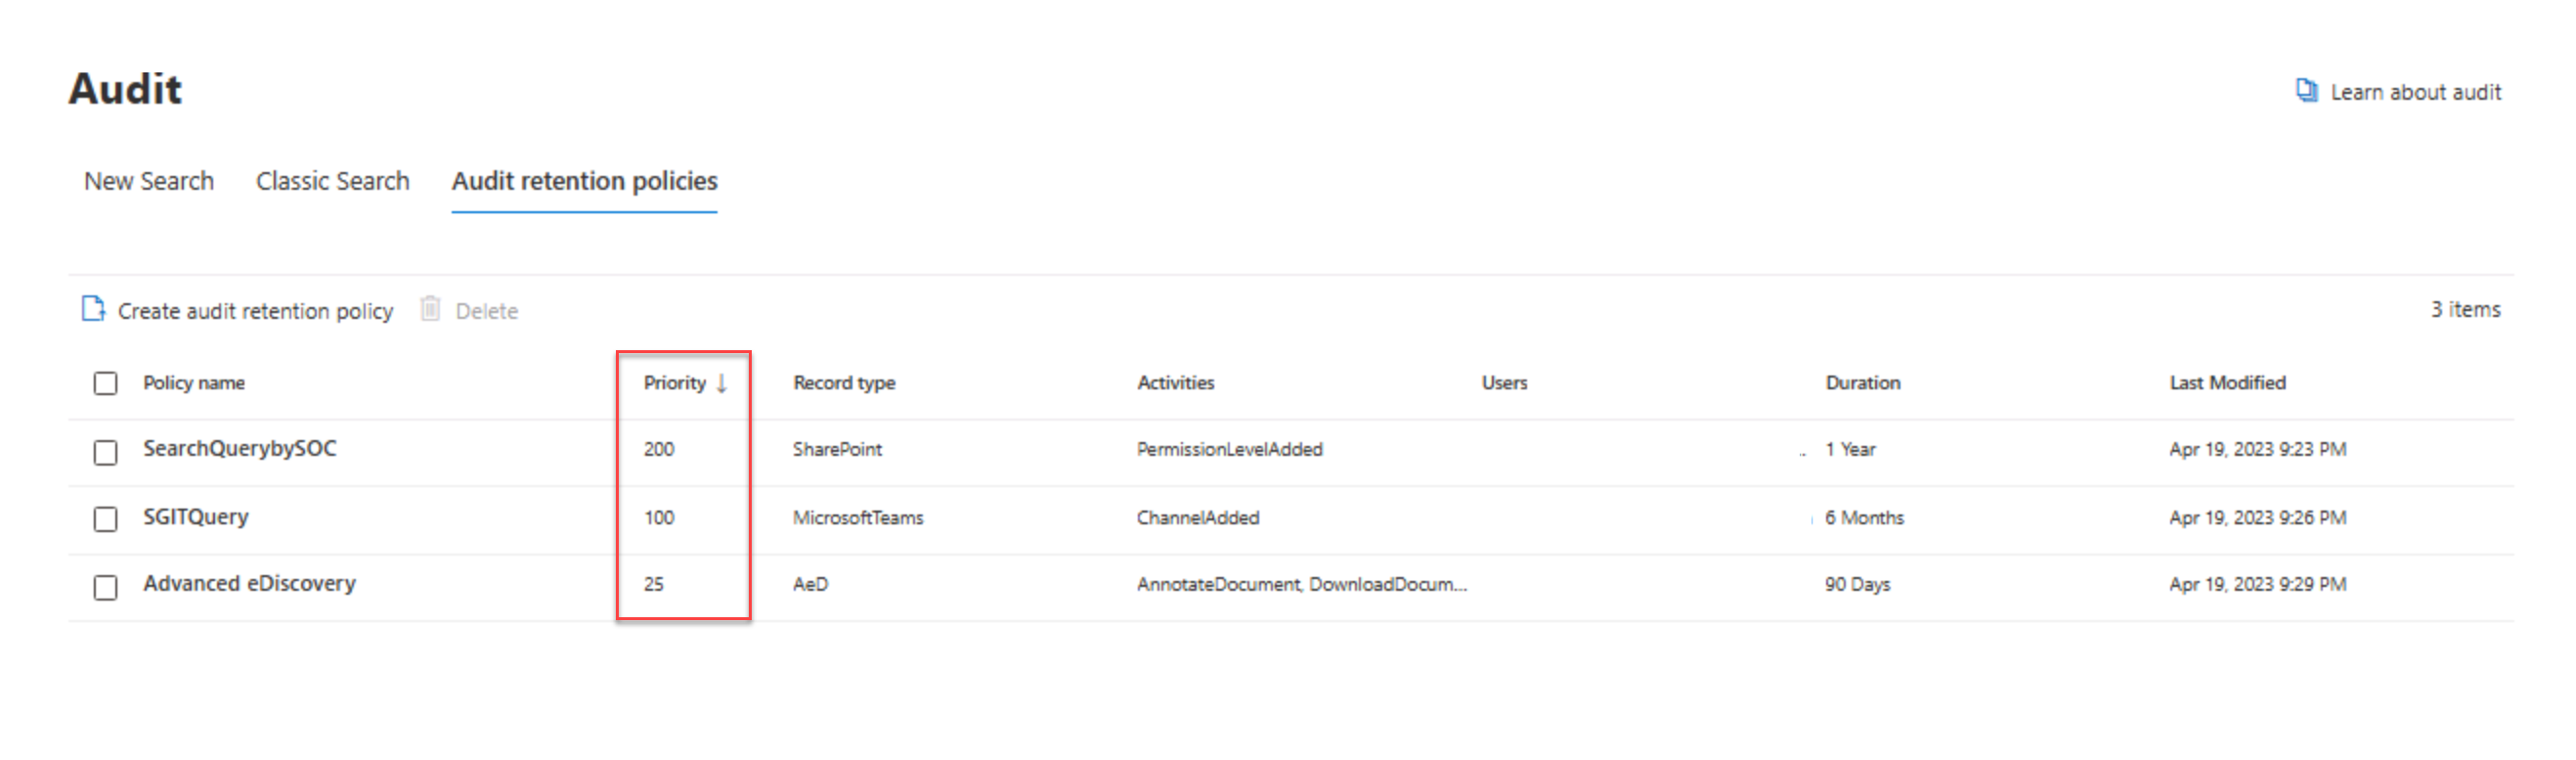 Audit
Learn about audit
New Search Classic Search Audit retention policies
Create audit retention policy Delete 3 items
Policy name Priority ↓ Record type Activities Users Duration Last Modified
SearchQuerybySOC 200 SharePoint PermissionLevelAdded .. 1 Year Apr 19, 2023 9:23 PM
SGITQuery 100 MicrosoftTeams ChannelAdded 6 Months Apr 19, 2023 9:26 PM
Advanced eDiscovery 25 AeD AnnotateDocument, DownloadDocum... 90 Days Apr 19, 2023 9:29 PM